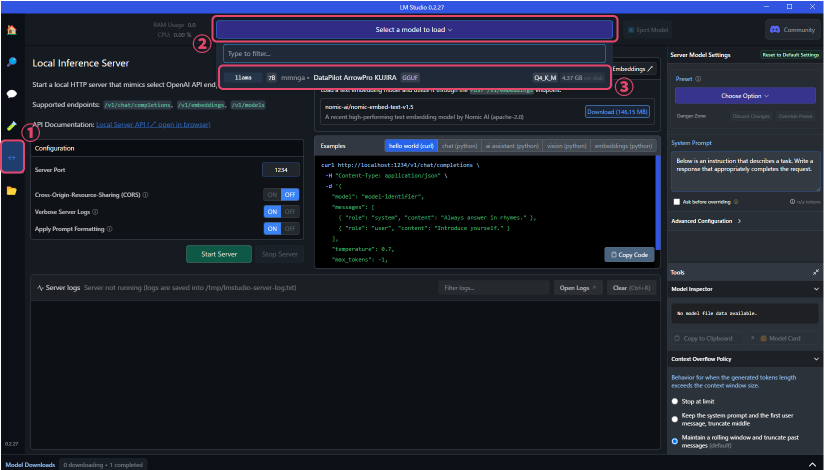 LM Studio 0.2.27
RAM Usage 0.0
CPU: 0.00 %
Select a model to load
Eject Model
Community
②
Type to filter...
llama 7B mmnga • DataPilot ArrowPro KUJIRA GGUF Q4_K_M 4.37 GB on disk
③
Local Inference Server
Start a local HTTP server that mimics select OpenAI API end
Supported endpoints: /v1/chat/completions, /v1/embeddings, /v1/models
API Documentation: Local Server API (↗ open in browser)
①
Embeddings
Load a text embedding model and utilize it through the POST /v1/embeddings endpoint.
nomic-ai/nomic-embed-text-v1.5
A recent high-performing text embedding model by Nomic AI (apache-2.0)
Download (146.15 MB)
Configuration
Server Port
1234
Cross-Origin-Resource-Sharing (CORS)
ON OFF
Verbose Server Logs
ON OFF
Apply Prompt Formatting
ON OFF
Start Server
Stop Server
Examples
hello world (curl)
chat (python)
ai assistant (python)
vision (python)
embeddings (python)
curl http://localhost:1234/v1/chat/completions \
-H "Content-Type: application/json" \
-d '{
"model": "model-identifier",
"messages": [
{ "role": "system", "content": "Always answer in rhymes." },
{ "role": "user", "content": "Introduce yourself." }
],
"temperature": 0.7,
"max_tokens": -1,
Copy Code
Server logs
Server not running (logs are saved into /tmp/lmstudio-server-log.txt)
Filter logs...
Open Logs
Clear (Ctrl+K)
Server Model Settings
Reset to Default Settings
Preset
Choose Option
Danger Zone
Discard Changes
Override Preset
System Prompt
Below is an instruction that describes a task. Write a
response that appropriately completes the request.
Ask before overriding
n/a tokens
Advanced Configuration
Tools
Model Inspector
No model file data available.
Copy to Clipboard
Model Card
Context Overflow Policy
Behavior for when the generated tokens length
exceeds the context window size.
Stop at limit
Keep the system prompt and the first user
message, truncate middle
Maintain a rolling window and truncate past
messages (default)
0.2.27
Model Downloads
0 downloading • 1 completed